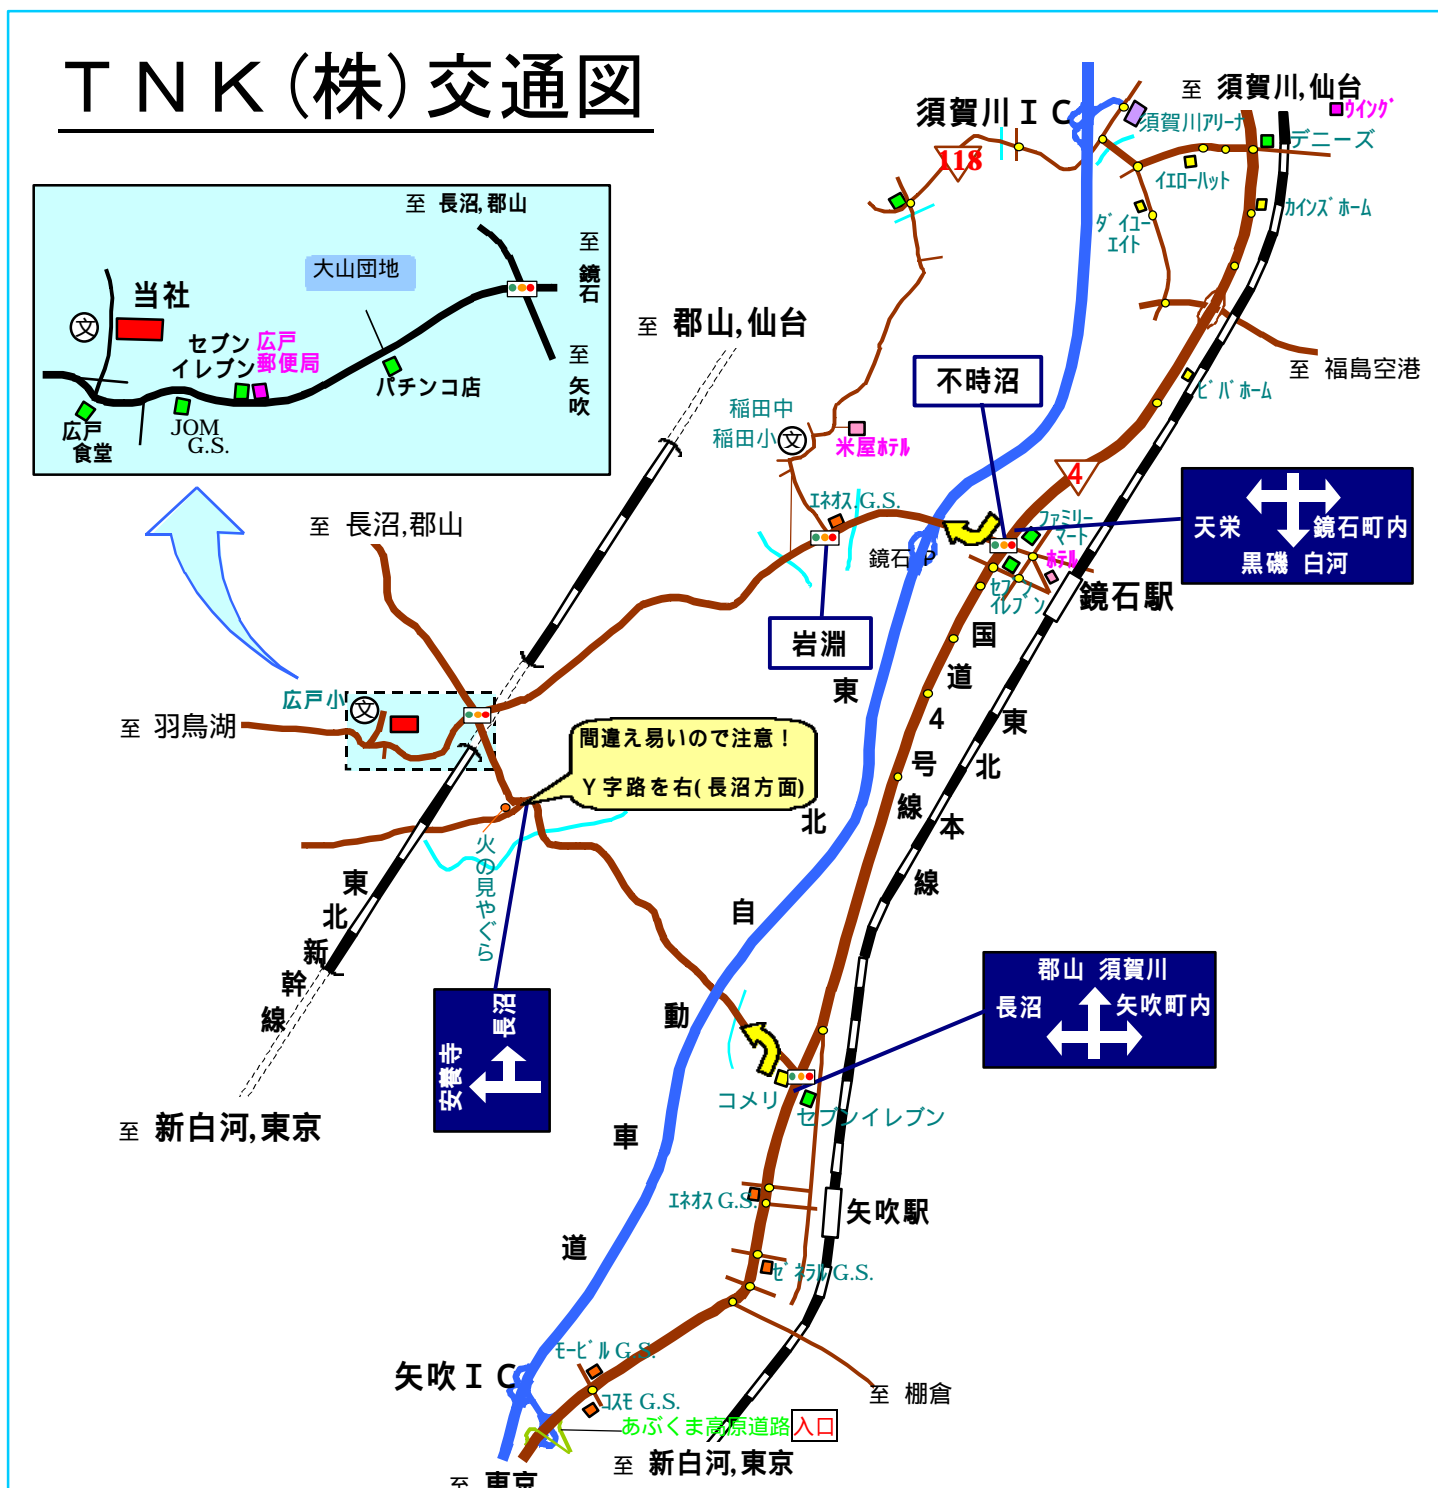 TNK(株)交通図
至 須賀川,仙台
ウイング
須賀川IC
須賀川アリーナ
デニーズ
118
イエローハット
カインズホーム
ダイユー
エイト
至 長沼,郡山
至 鏡石
大山団地
当社
文
セブン
イレブン
広戸
郵便局
パチンコ店
至 矢吹
広戸
食堂
JOM
G.S.
至 郡山,仙台
至 福島空港
ビバホーム
不時沼
稲田中
稲田小
文
米屋ホテル
4
天栄
鏡石町内
黒磯 白河
エネオス.G.S.
ファミリー
マート
ホテル
鏡石 P
セブン
イレブン
鏡石駅
至 長沼,郡山
岩淵
国道4号線
東北本線
東北自動車道
広戸小
文
至 羽鳥湖
間違え易いので注意！
Y字路を右(長沼方面)
火の見やぐら
東北新幹線
長沼
安養寺
郡山 須賀川
長沼
矢吹町内
コメリ
セブンイレブン
至 新白河,東京
エネオス G.S.
矢吹駅
ゼネラル G.S.
モービル G.S.
矢吹IC
コスモ G.S.
至 棚倉
あぶくま高原道路 入口
至 新白河,東京
至 東京